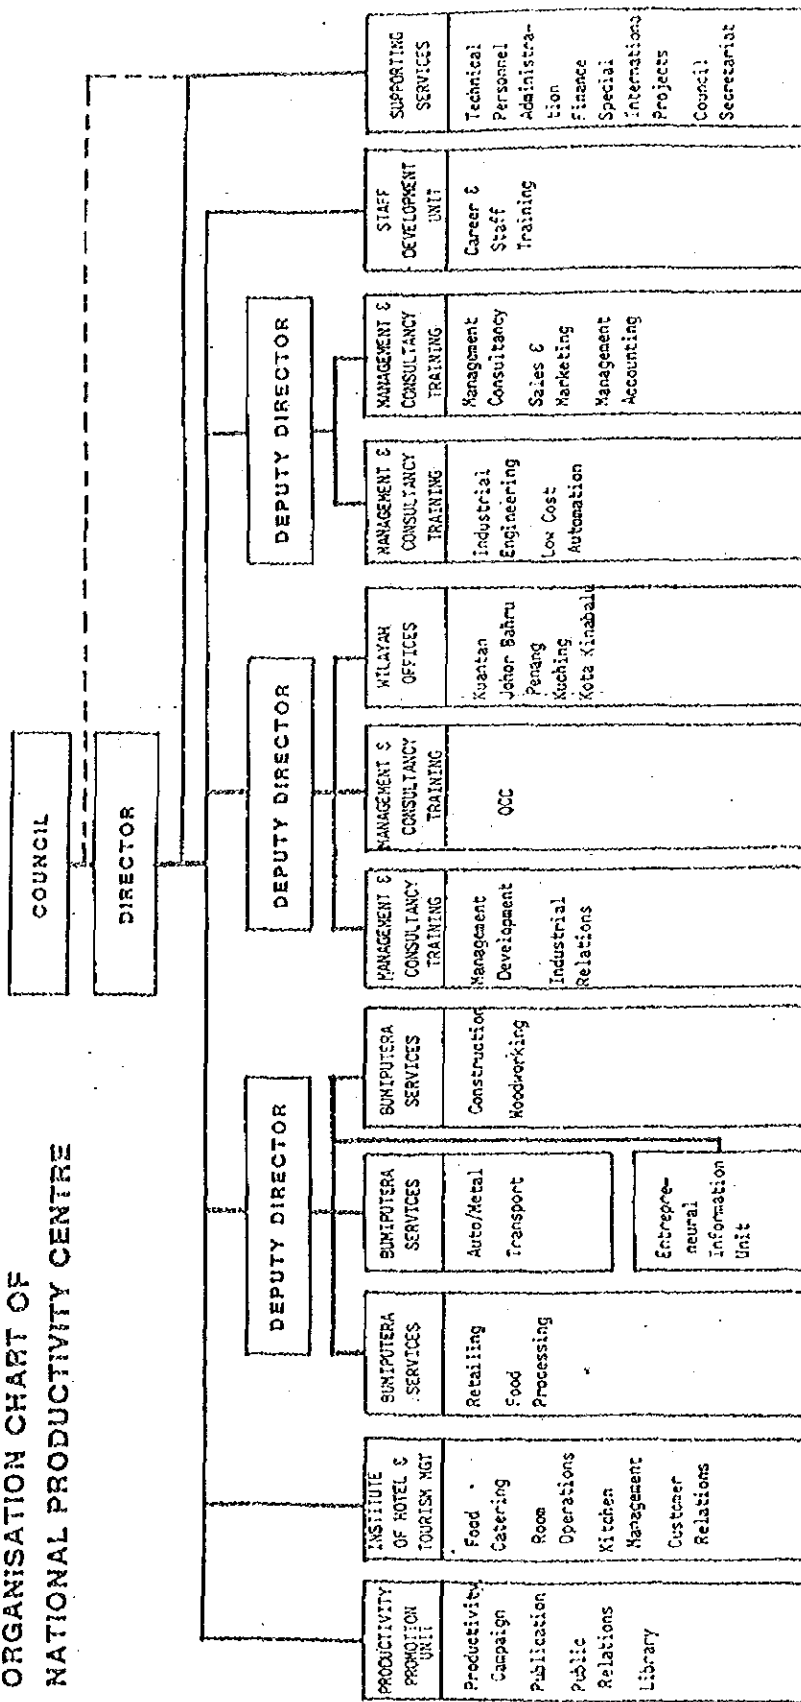 ORGANISATION CHART OF
NATIONAL PRODUCTIVITY CENTRE
COUNCIL
DIRECTOR
DEPUTY DIRECTOR
DEPUTY DIRECTOR
DEPUTY DIRECTOR
PRODUCTIVITY
PROMOTION
UNIT
Productivity
Campaign
Publication
Public
Relations
Library
INSTITUTE
OF HOTEL &
TOURISM MGT
Food
Catering
Room
Operations
Kitchen
Management
Customer
Relations
BUMIPUTERA
SERVICES
Retailing
Food
Processing
BUMIPUTERA
SERVICES
Auto/Metal
Transport
Entrepre-
neural
Information
Unit
BUMIPUTERA
SERVICES
Construction
Woodworking
MANAGEMENT &
CONSULTANCY
TRAINING
Management
Development
Industrial
Relations
MANAGEMENT &
CONSULTANCY
TRAINING
OCC
WILAYAH
OFFICES
Kuantan
Johor Bahru
Penang
Kuching
Kota Kinabalu
MANAGEMENT &
CONSULTANCY
TRAINING
Industrial
Engineering
Low Cost
Automation
MANAGEMENT &
CONSULTANCY
TRAINING
Management
Consultancy
Sales &
Marketing
Management
Accounting
STAFF
DEVELOPMENT
UNIT
Career &
Staff
Training
SUPPORTING
SERVICES
Technical
Personnel
Administra-
tion
Finance
Special
Internationa
Projects
Council
Secretariat